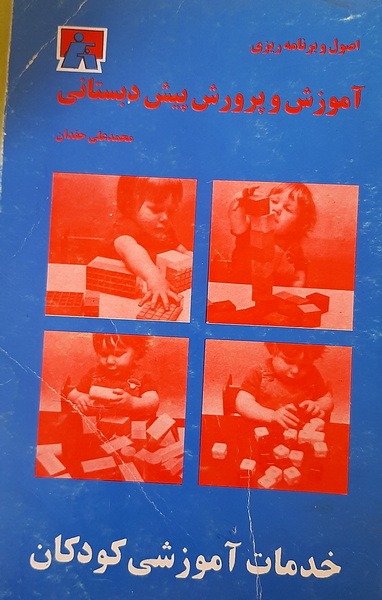 اصول و برنامه ریزی
آموزش و پرورش پیش دبستانی
محمدعلی حقدان
خدمات آموزشی کودکان